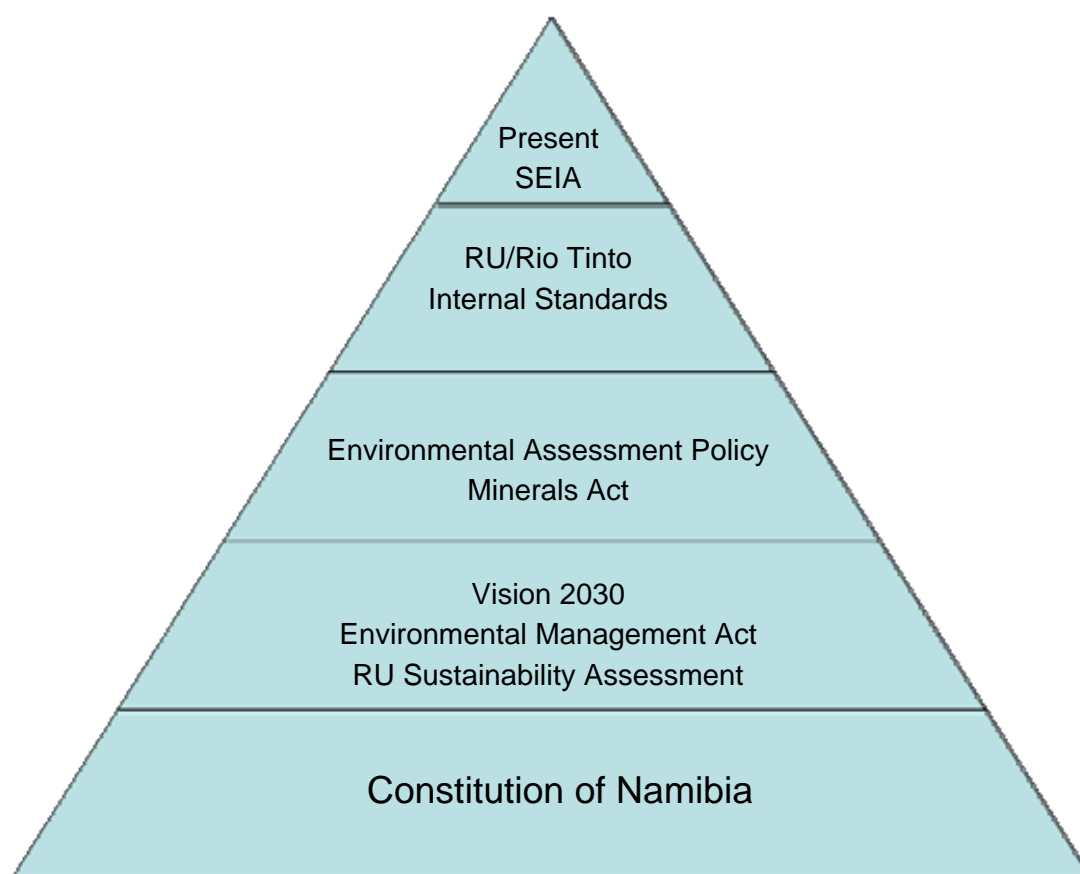 Present
SEIA
RU/Rio Tinto
Internal Standards
Environmental Assessment Policy
Minerals Act
Vision 2030
Environmental Management Act
RU Sustainability Assessment
Constitution of Namibia